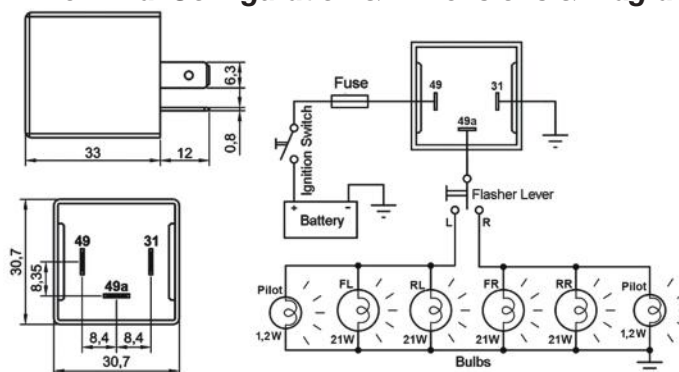 33
12
6,3
0,8
49
31
49a
30,7
8,35
8,4
8,4
30,7
Fuse
49
31
49a
Ignition Switch
+ -
Battery
Flasher Lever
L
R
Pilot
FL
RL
FR
RR
Pilot
1,2W
21W
21W
21W
21W
1,2W
Bulbs